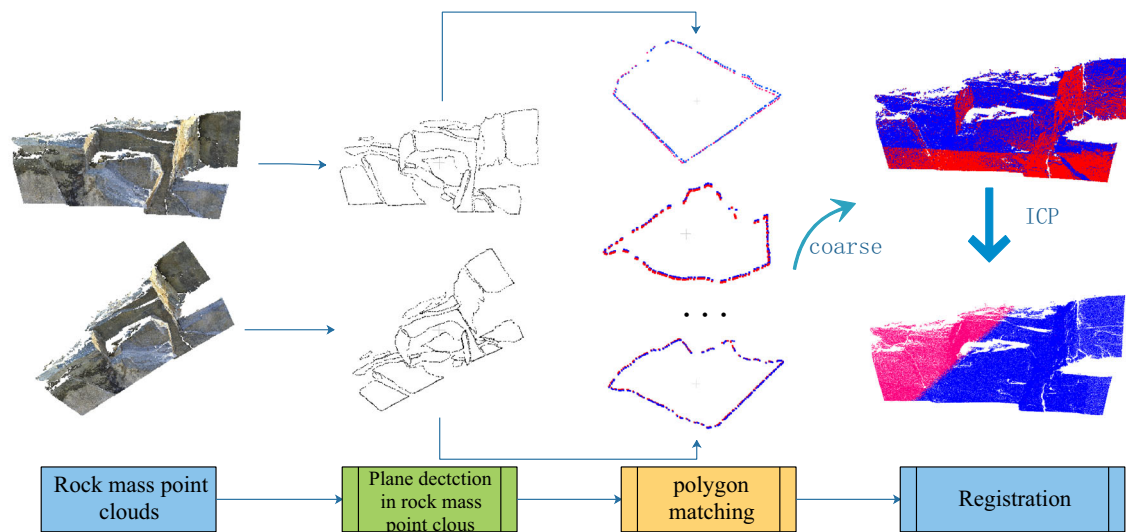 coarse
ICP
Rock mass point
clouds
Plane dectction
in rock mass
point clous
polygon
matching
Registration